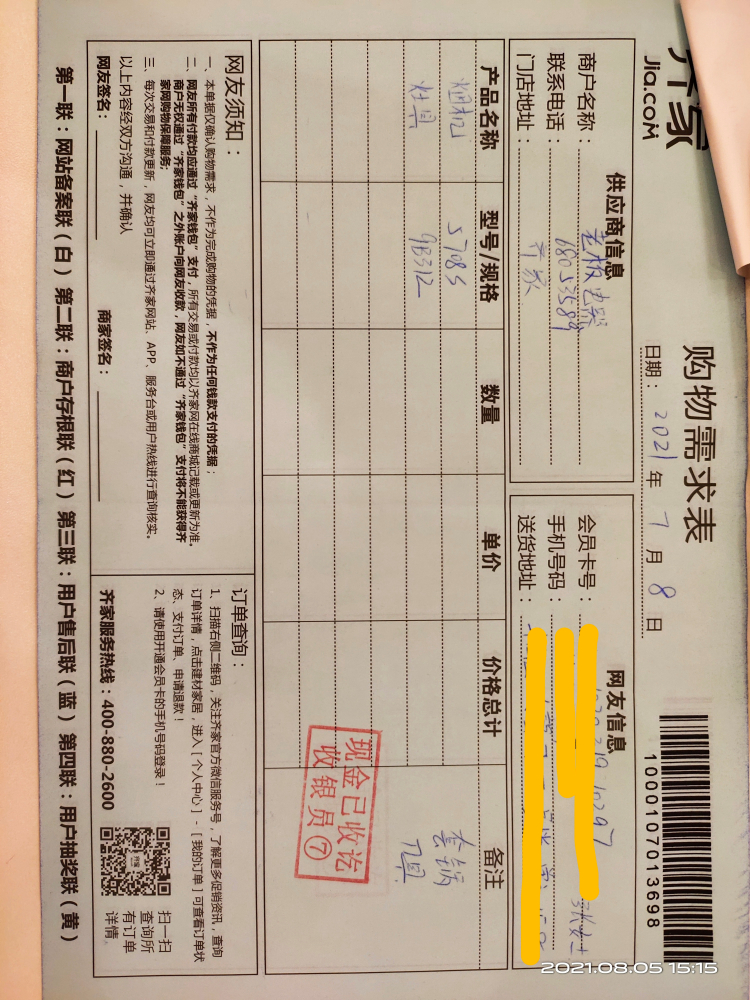 齐家
Jia.coM
购物需求表
日期：2021年7月8日
1000107013698
供应商信息
商户名称：老板电器
联系电话：68053589
门店地址：齐家
网友信息
会员卡号：
手机号码：
送货地址：
产品名称 型号/规格 数量 单价 价格总计 备注
烟机 5708S 套锅
灶具 9B312 刀具
现金已收讫
收银员⑦
网友须知：
一、本单据仅确认购物需求，不作为完成购物的凭据，不作为任何钱款支付的凭据；
二、网友所有付款均应通过“齐家钱包”支付，所有交易或付款均以齐家网在线商城记载或更新为准。
商户无权通过“齐家钱包”之外账户向网友收款，网友如不通过“齐家钱包”支付将不能获得齐
家网购物保障服务；
三、每次交易和付款更新，网友均可立即通过齐家网站、APP、服务台或用户热线进行查询核实。
以上内容经双方沟通，并确认
网友签名： 商家签名：
订单查询：
1、扫描右侧二维码，关注齐家官方微信服务号，了解更多促销资讯，查询
订单详情，点击建材家居，进入［个人中心］-［我的订单］可查看订单状
态、支付订单、申请退款！
2、请使用开通会员卡的手机号码登录！
齐家服务热线：400-880-2600
扫一扫
查询所
有订单
详情
第一联：网站备案联（白）第二联：商户存根联（红）第三联：用户售后联（蓝）第四联：用户抽奖联（黄）
2021.08.05 15:15